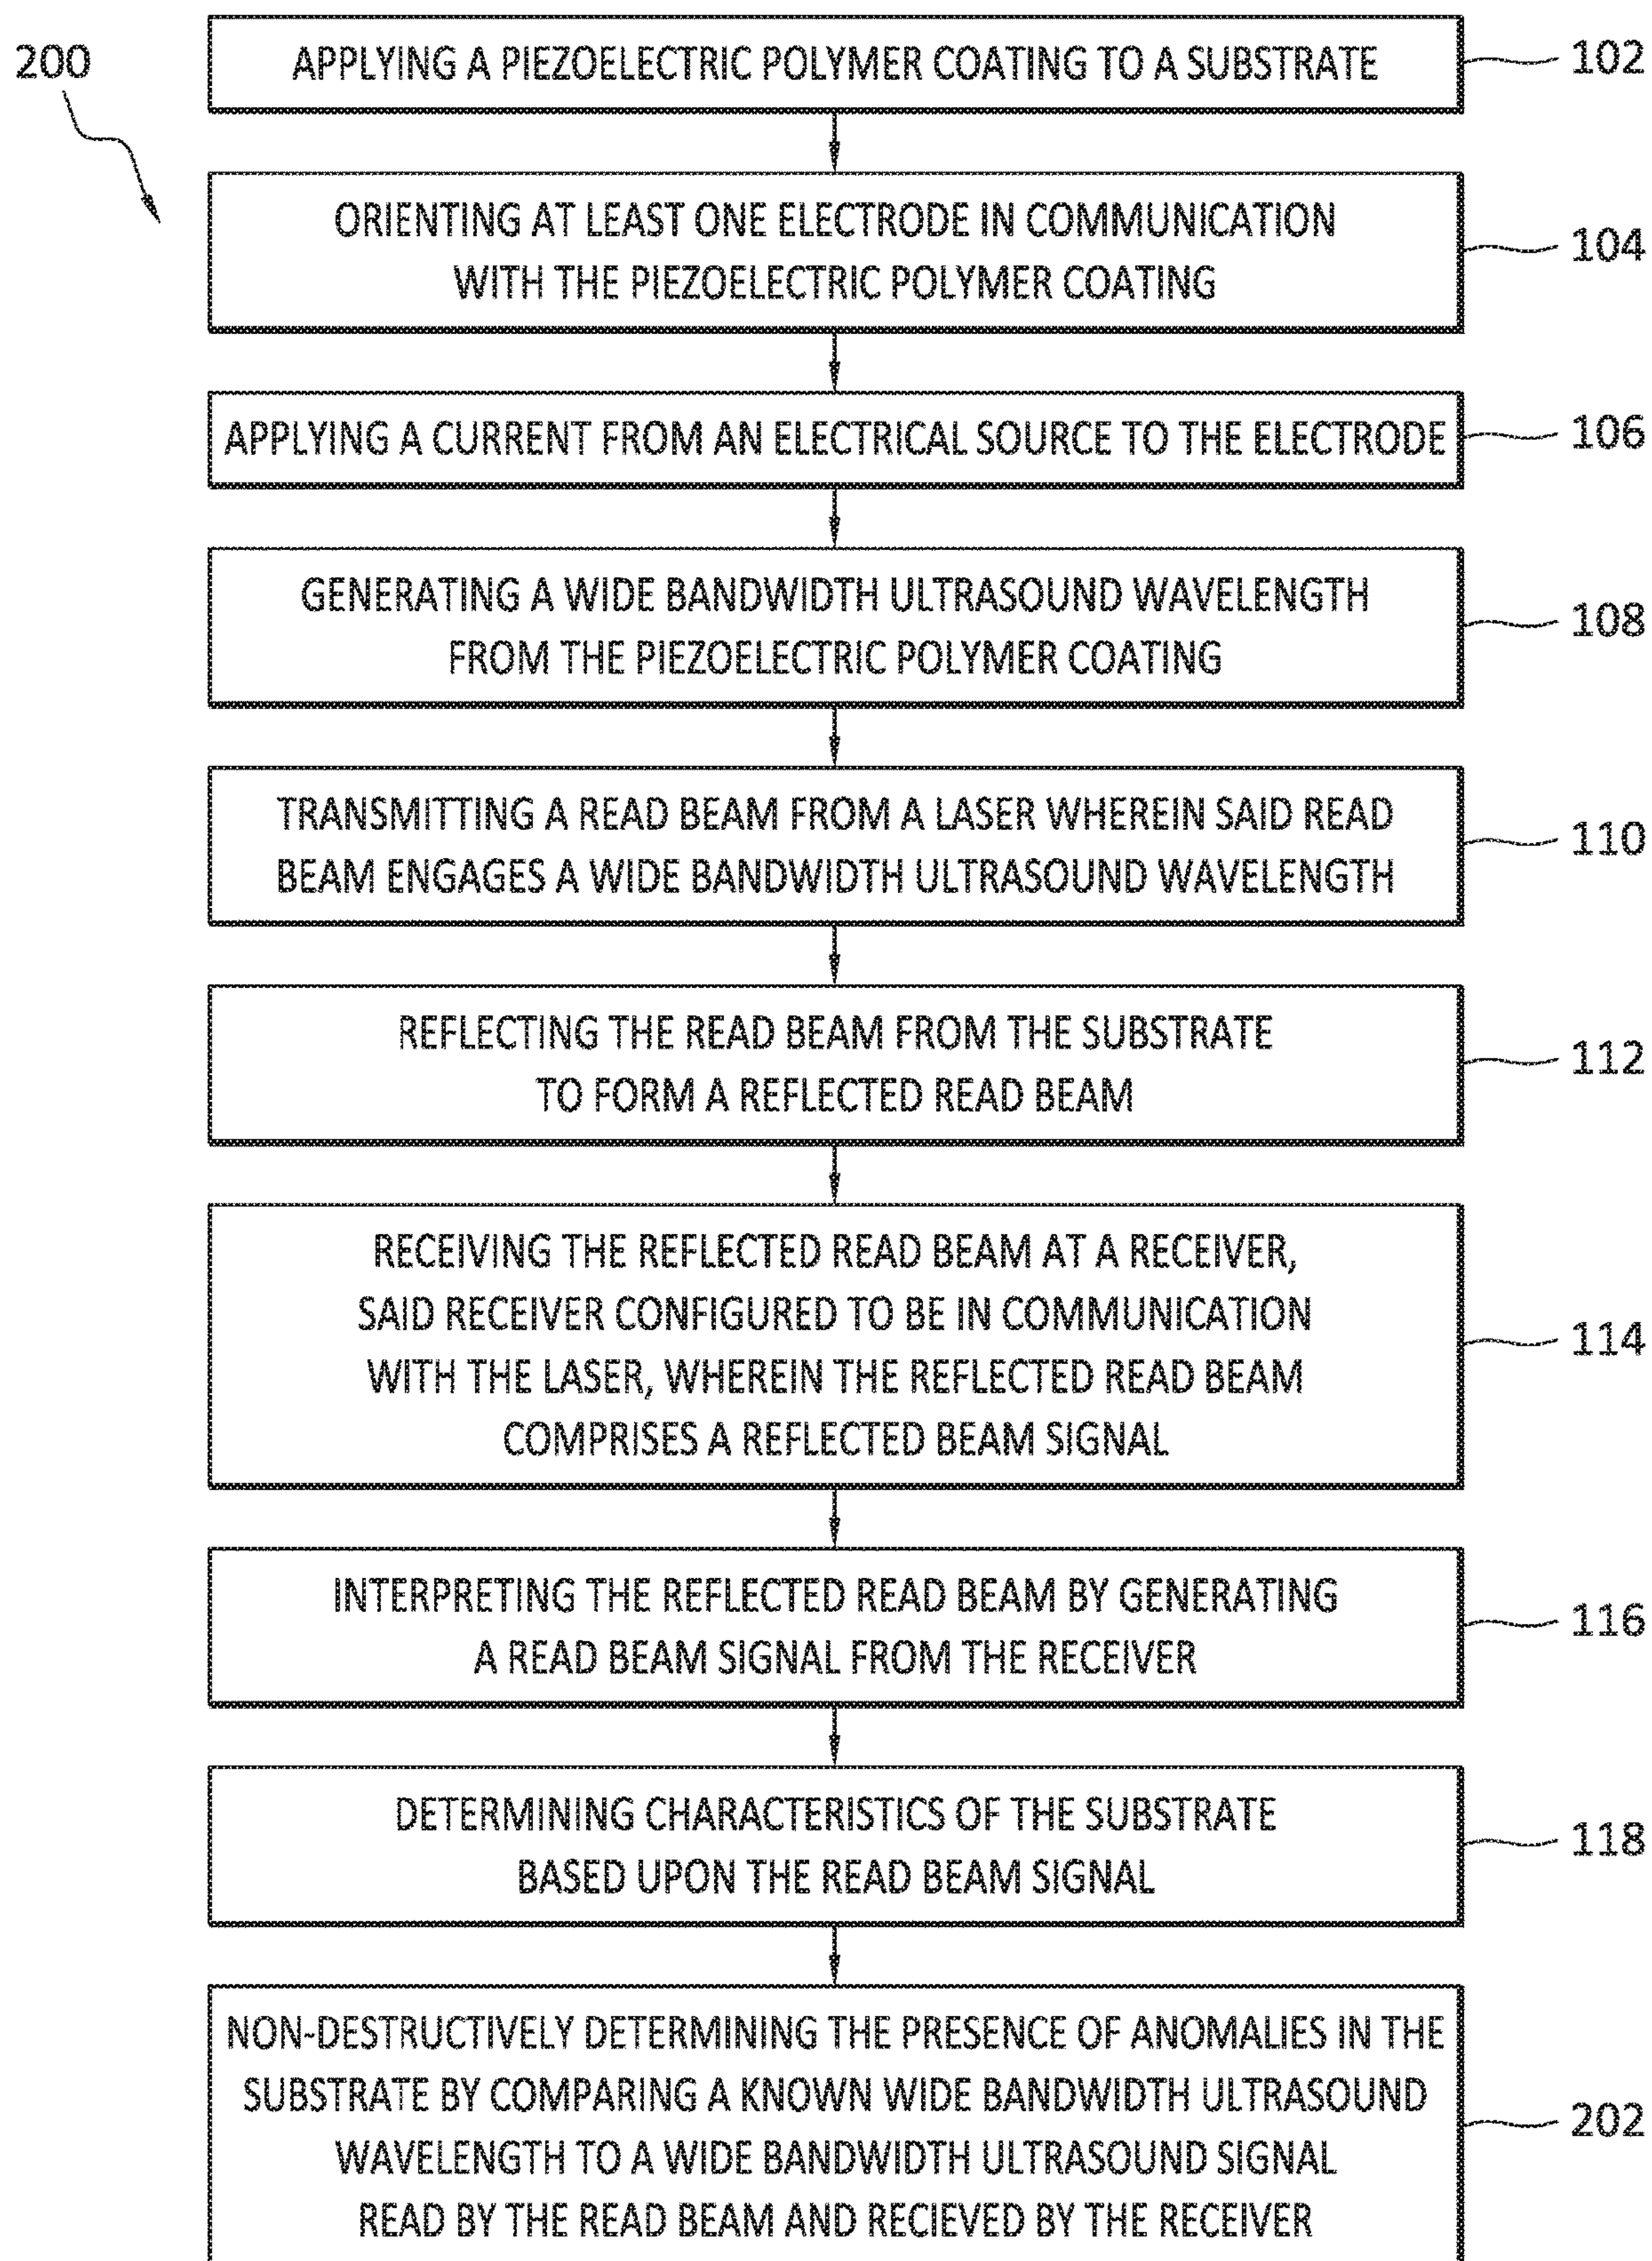 200
APPLYING A PIEZOELECTRIC POLYMER COATING TO A SUBSTRATE
102
ORIENTING AT LEAST ONE ELECTRODE IN COMMUNICATION
WITH THE PIEZOELECTRIC POLYMER COATING
104
APPLYING A CURRENT FROM AN ELECTRICAL SOURCE TO THE ELECTRODE
106
GENERATING A WIDE BANDWIDTH ULTRASOUND WAVELENGTH
FROM THE PIEZOELECTRIC POLYMER COATING
108
TRANSMITTING A READ BEAM FROM A LASER WHEREIN SAID READ
BEAM ENGAGES A WIDE BANDWIDTH ULTRASOUND WAVELENGTH
110
REFLECTING THE READ BEAM FROM THE SUBSTRATE
TO FORM A REFLECTED READ BEAM
112
RECEIVING THE REFLECTED READ BEAM AT A RECEIVER,
SAID RECEIVER CONFIGURED TO BE IN COMMUNICATION
WITH THE LASER, WHEREIN THE REFLECTED READ BEAM
COMPRISES A REFLECTED BEAM SIGNAL
114
INTERPRETING THE REFLECTED READ BEAM BY GENERATING
A READ BEAM SIGNAL FROM THE RECEIVER
116
DETERMINING CHARACTERISTICS OF THE SUBSTRATE
BASED UPON THE READ BEAM SIGNAL
118
NON-DESTRUCTIVELY DETERMINING THE PRESENCE OF ANOMALIES IN THE
SUBSTRATE BY COMPARING A KNOWN WIDE BANDWIDTH ULTRASOUND
WAVELENGTH TO A WIDE BANDWIDTH ULTRASOUND SIGNAL
READ BY THE READ BEAM AND RECIEVED BY THE RECEIVER
202